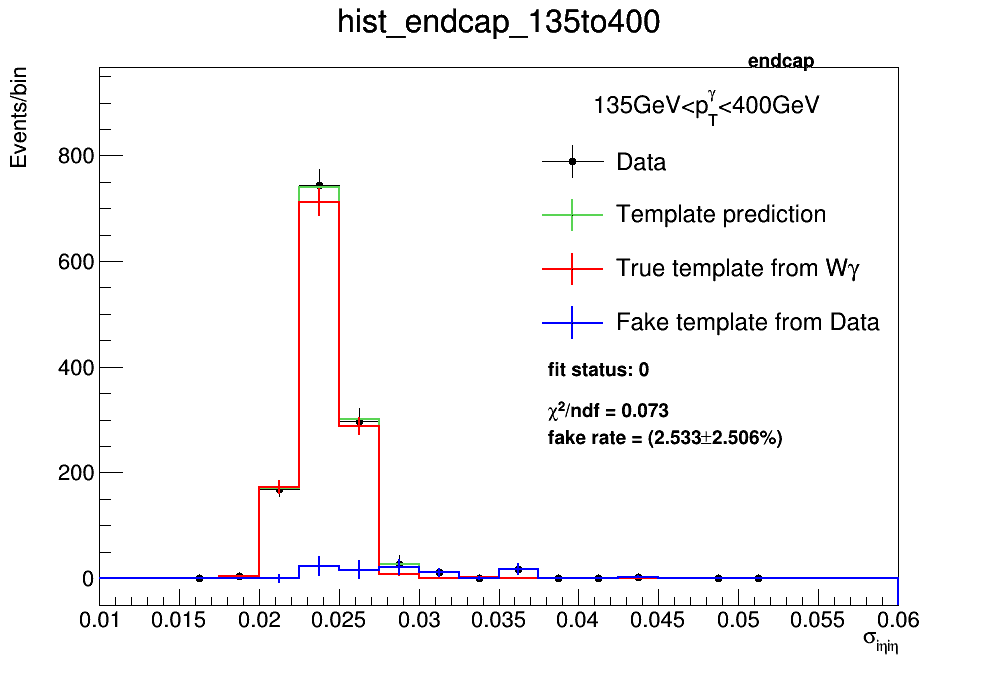 hist_endcap_135to400
endcap
Events/bin
135GeV<p_T^γ<400GeV
Data
Template prediction
True template from Wγ
Fake template from Data
fit status: 0
χ²/ndf = 0.073
fake rate = (2.533±2.506%)
800
600
400
200
0
0.01 0.015 0.02 0.025 0.03 0.035 0.04 0.045 0.05 0.055 0.06
σ_iηiη